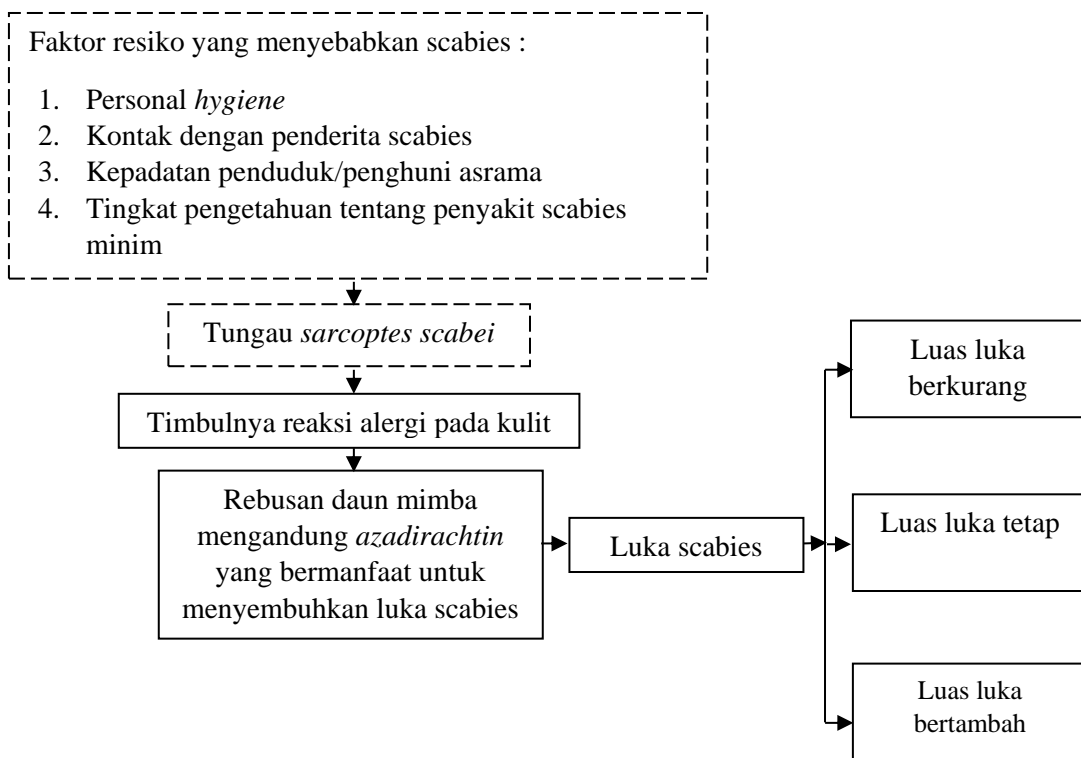 Faktor resiko yang menyebabkan scabies :
1. Personal hygiene
2. Kontak dengan penderita scabies
3. Kepadatan penduduk/penghuni asrama
4. Tingkat pengetahuan tentang penyakit scabies
minim
Tungau sarcoptes scabei
Timbulnya reaksi alergi pada kulit
Rebusan daun mimba
mengandung azadirachtin
yang bermanfaat untuk
menyembuhkan luka scabies
Luka scabies
Luas luka
berkurang
Luas luka tetap
Luas luka
bertambah